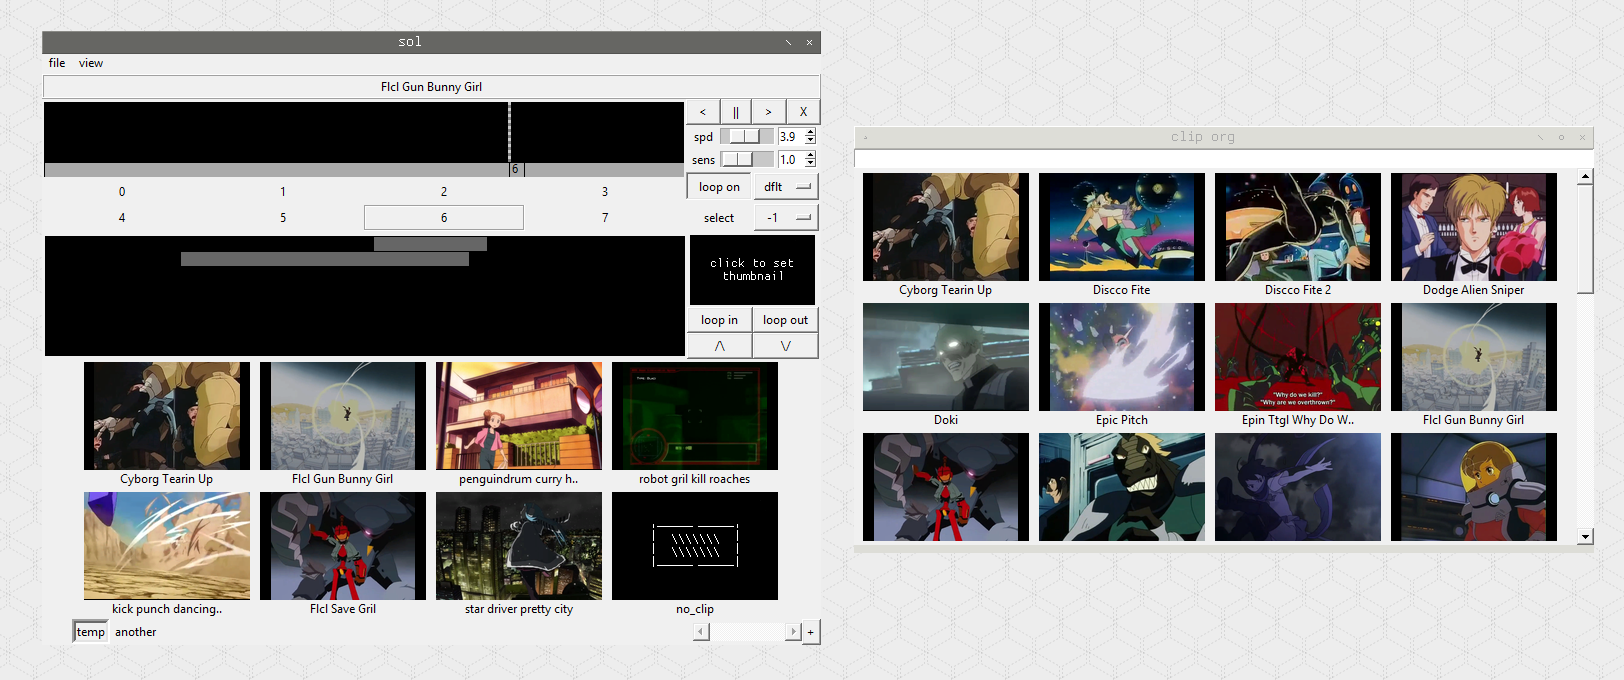 sol
file view
Flcl Gun Bunny Girl
< || > X
spd 3.9
sens 1.0
6
loop on dflt
0 1 2 3
4 5 6 7
select -1
click to set
thumbnail
loop in loop out
/\ \/
Cyborg Tearin Up Flcl Gun Bunny Girl penguindrum curry h.. robot gril kill roaches
kick punch dancing.. Flcl Save Gril star driver pretty city no_clip
temp another +
clip org
Cyborg Tearin Up Discco Fite Discco Fite 2 Dodge Alien Sniper
"Why do we kill?"
"Why are we overthrown?"
Doki Epic Pitch Epin Ttgl Why Do W.. Flcl Gun Bunny Girl